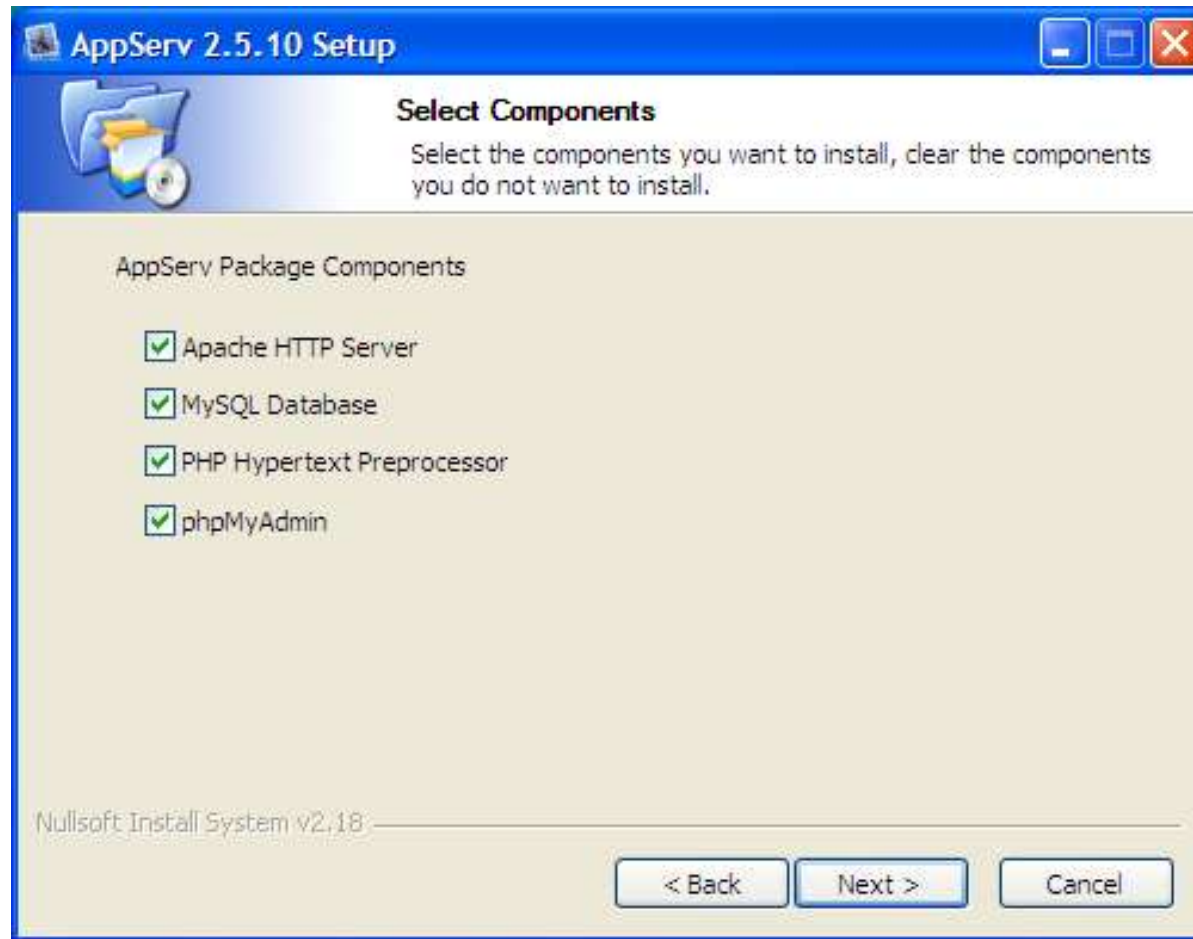 AppServ 2.5.10 Setup
Select Components
Select the components you want to install, clear the components
you do not want to install.
AppServ Package Components
Apache HTTP Server
MySQL Database
PHP Hypertext Preprocessor
phpMyAdmin
Nullsoft Install System v2.18
< Back Next > Cancel